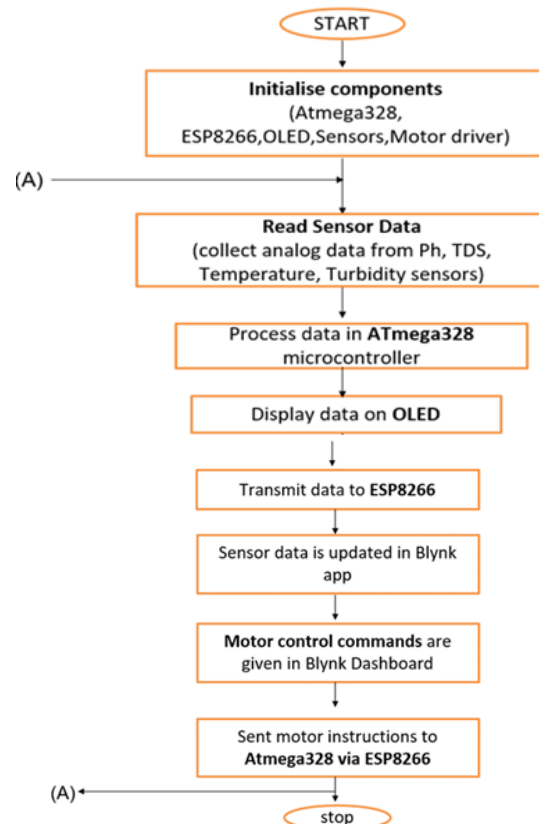 START
Initialise components
(Atmega328,
ESP8266,OLED,Sensors,Motor driver)
(A)
Read Sensor Data
(collect analog data from Ph, TDS,
Temperature, Turbidity sensors)
Process data in ATmega328
microcontroller
Display data on OLED
Transmit data to ESP8266
Sensor data is updated in Blynk
app
Motor control commands are
given in Blynk Dashboard
Sent motor instructions to
Atmega328 via ESP8266
(A)
stop